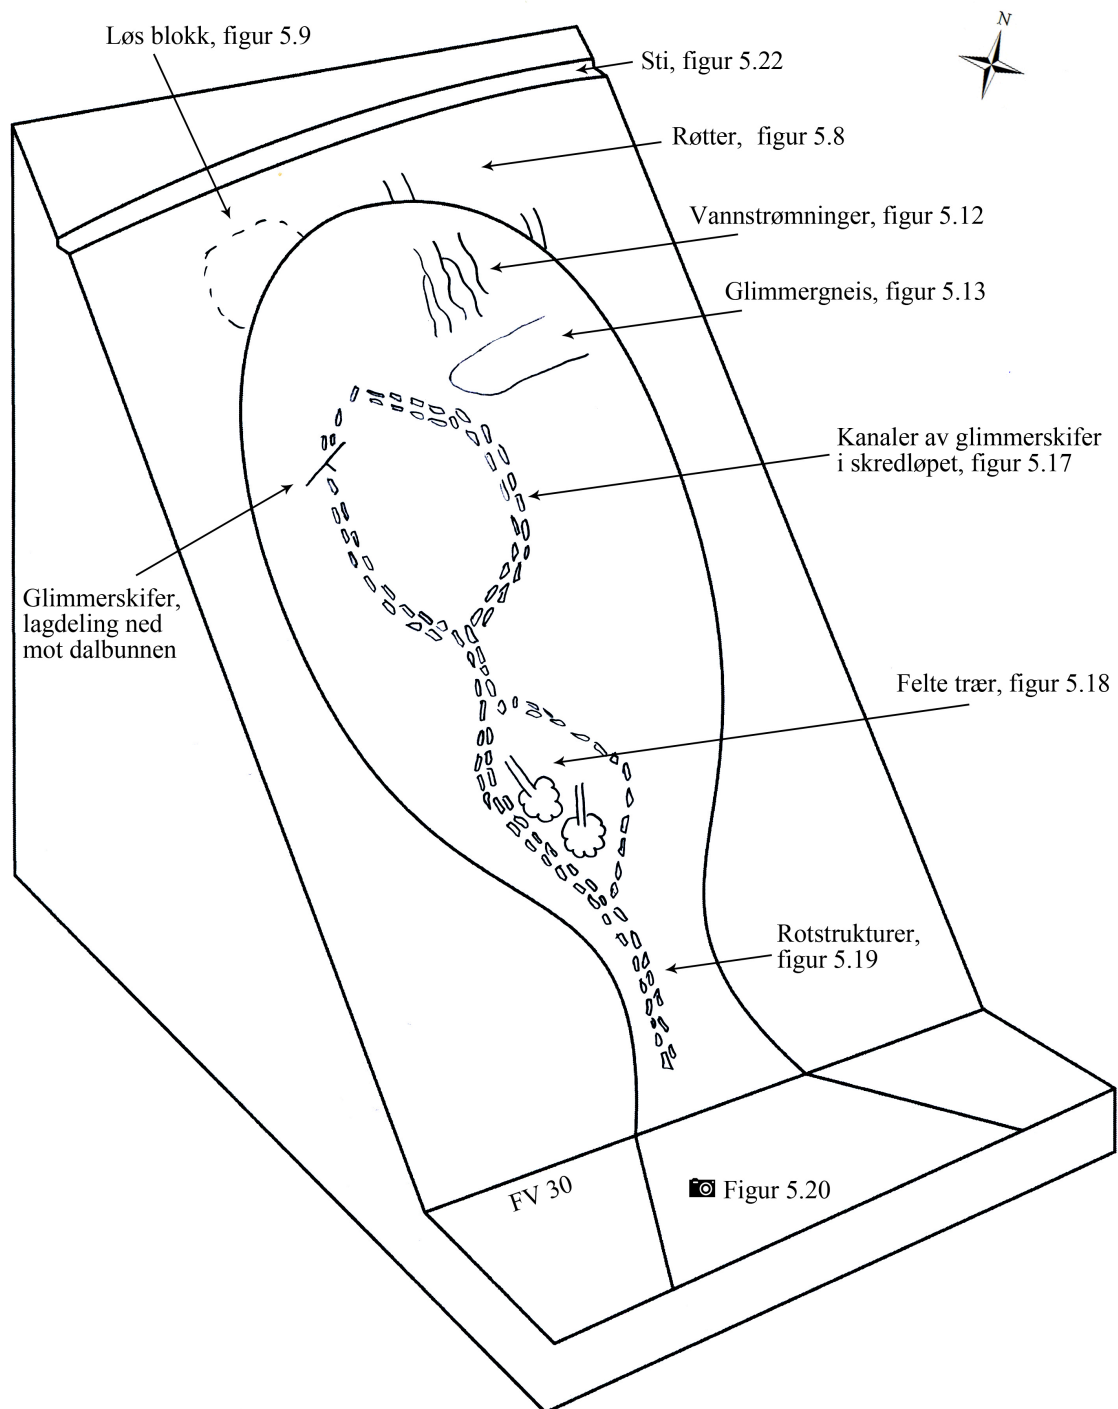 N
Løs blokk, figur 5.9
Sti, figur 5.22
Røtter, figur 5.8
Vannstrømninger, figur 5.12
Glimmergneis, figur 5.13
Kanaler av glimmerskifer
i skredløpet, figur 5.17
Glimmerskifer,
lagdeling ned
mot dalbunnen
Felte trær, figur 5.18
Rotstrukturer,
figur 5.19
FV 30
Figur 5.20